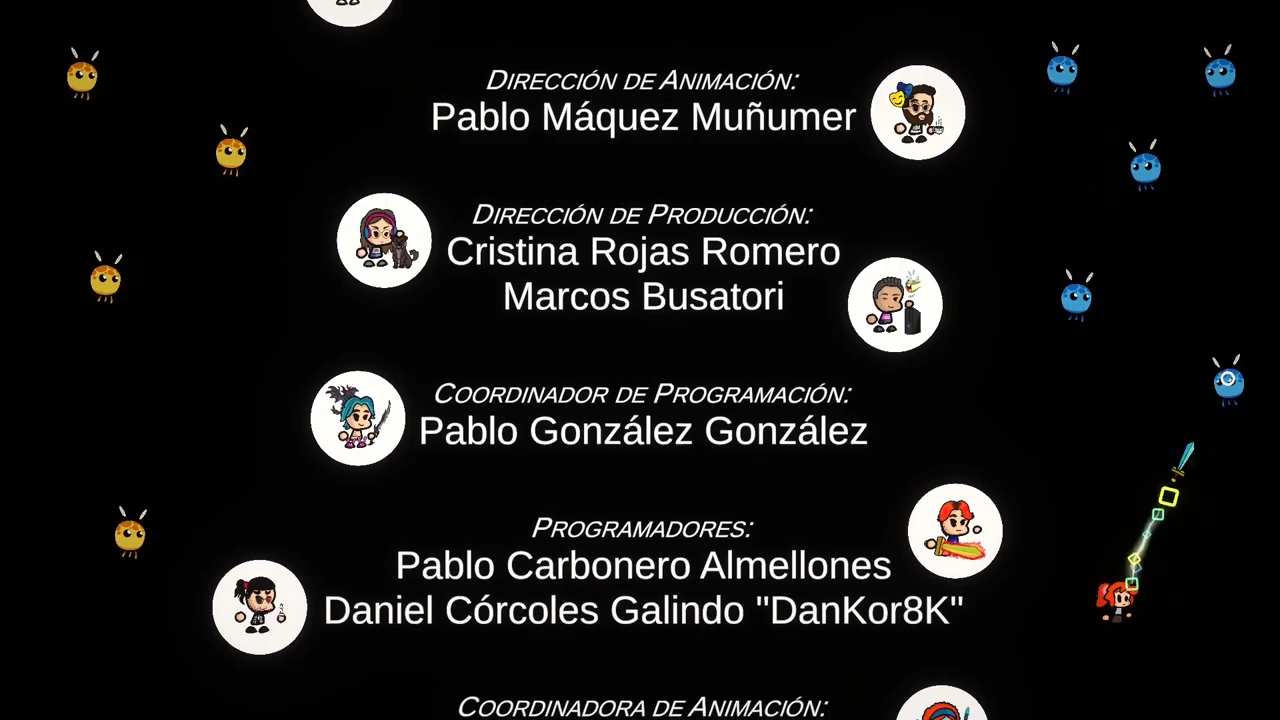 Dirección de Animación:
Pablo Máquez Muñumer
Dirección de Producción:
Cristina Rojas Romero
Marcos Busatori
Coordinador de Programación:
Pablo González González
Programadores:
Pablo Carbonero Almellones
Daniel Córcoles Galindo "DanKor8K"
Coordinadora de Animación: